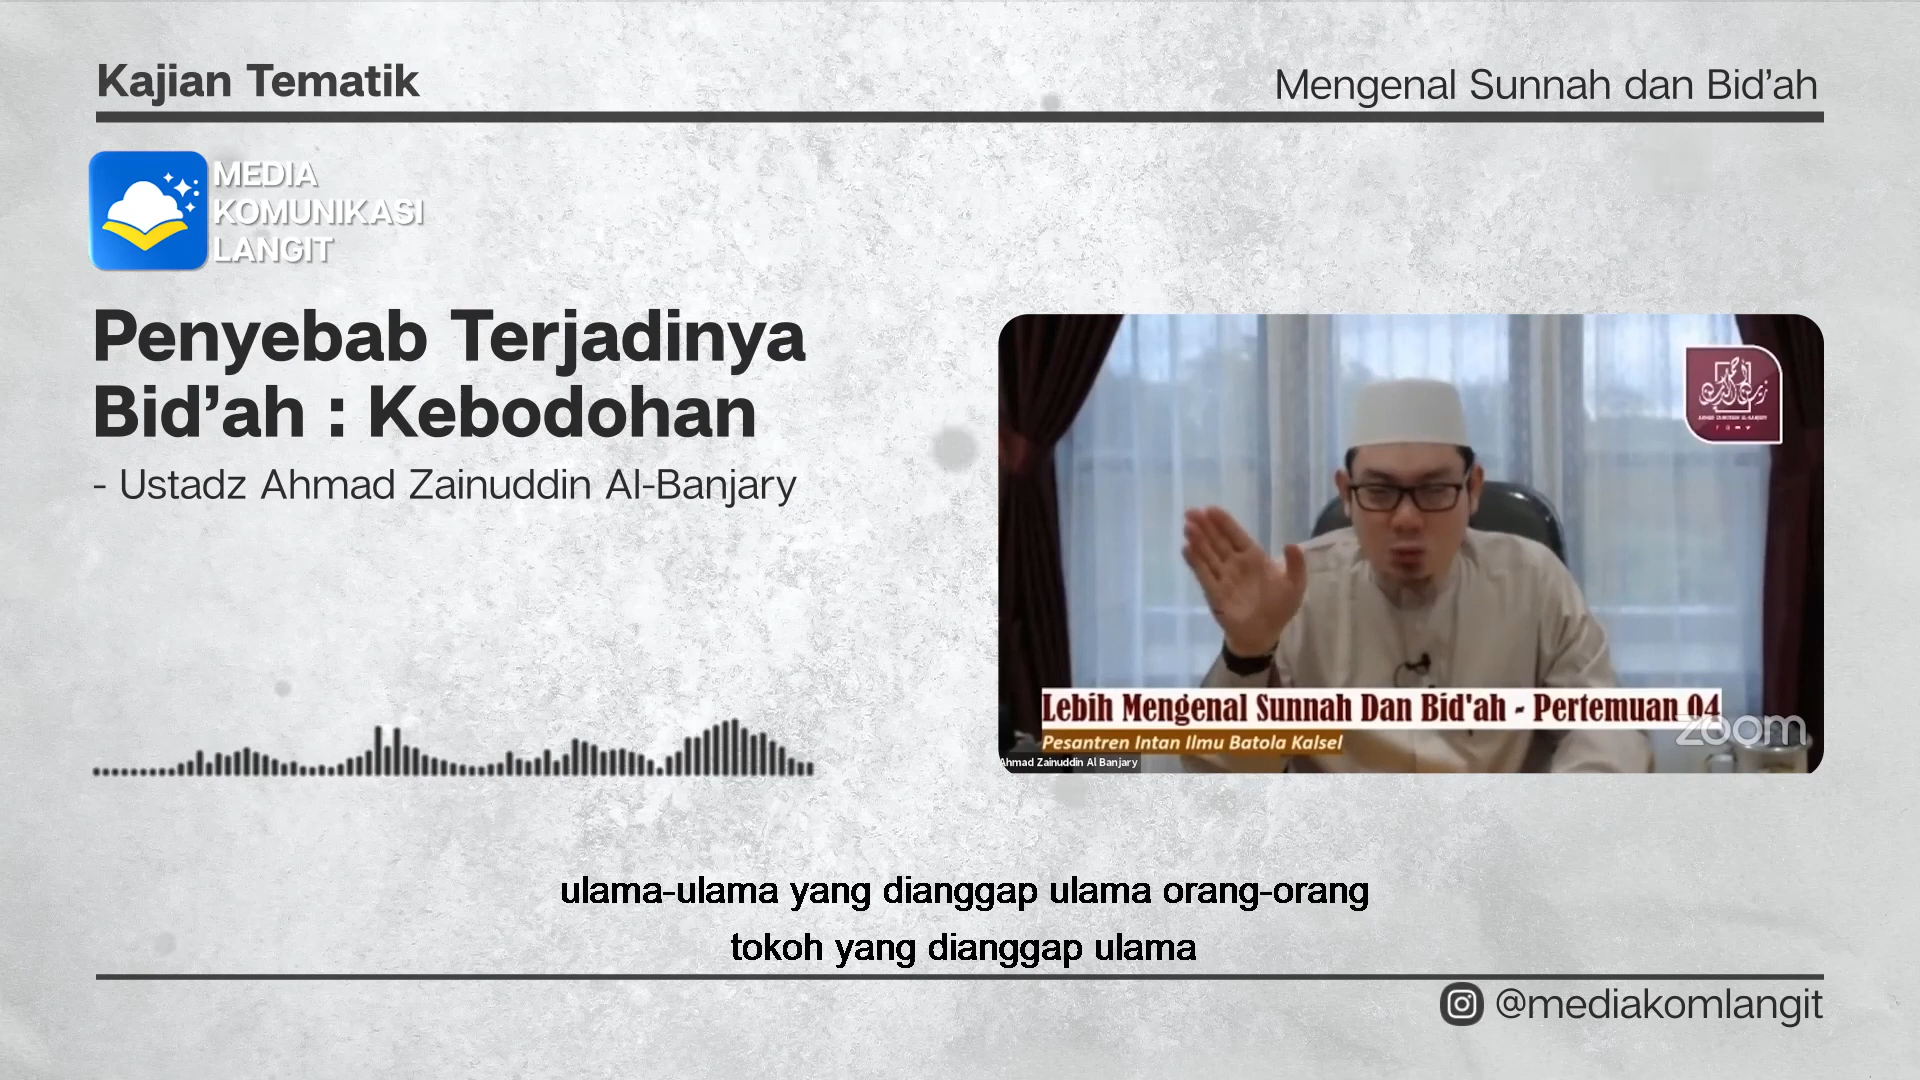 Kajian Tematik
Mengenal Sunnah dan Bid'ah
MEDIA
KOMUNIKASI
LANGIT
Penyebab Terjadinya
Bid'ah : Kebodohan
- Ustadz Ahmad Zainuddin Al-Banjary
Lebih Mengenal Sunnah Dan Bid'ah - Pertemuan 04
zoom
Pesantren Intan Ilmu Batola Kalsel
Ahmad Zainuddin Al Banjary
ulama-ulama yang dianggap ulama orang-orang
tokoh yang dianggap ulama
@mediakomlangit